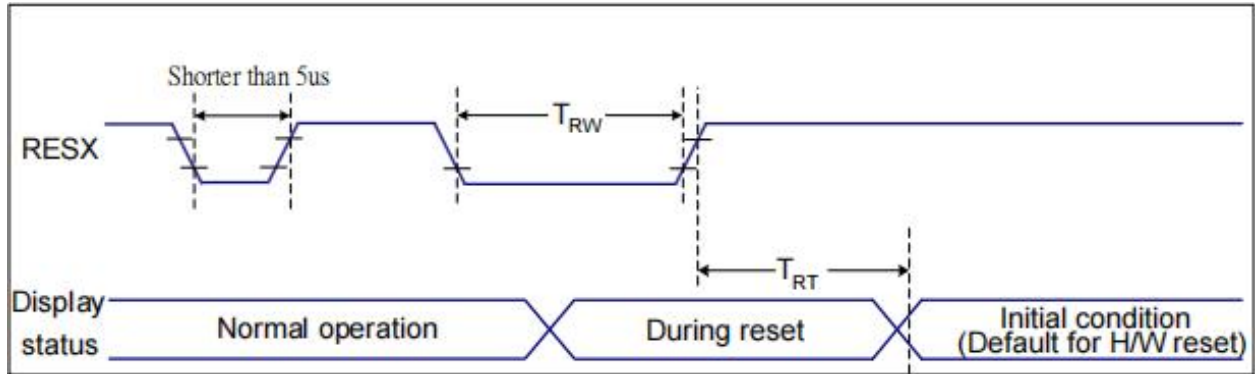 Shorter than 5us
RESX
TRW
TRT
Display
status
Normal operation
During reset
Initial condition
(Default for H/W reset)